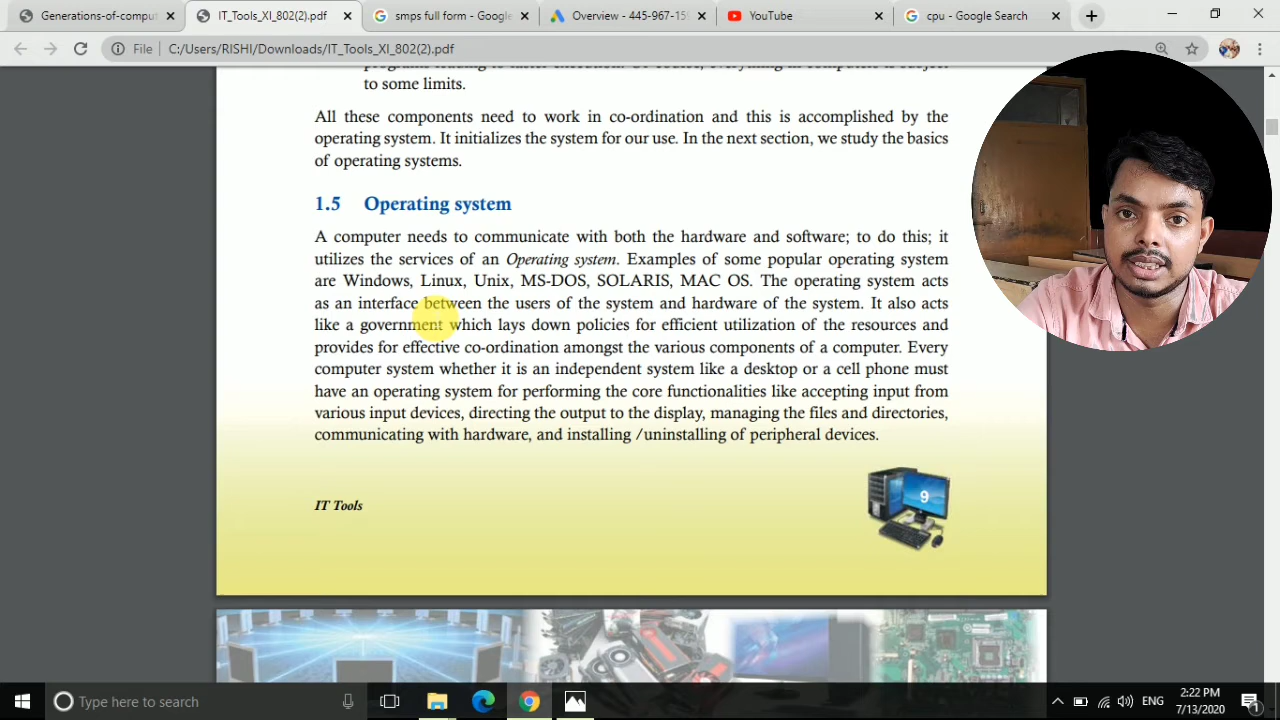 Generations-of-comput
IT_Tools_XI_802(2).pdf
smps full form - Google
Overview - 445-967-15
YouTube
cpu - Google Search
File
C:/Users/RISHI/Downloads/IT_Tools_XI_802(2).pdf
to some limits.
All these components need to work in co-ordination and this is accomplished by the
operating system. It initializes the system for our use. In the next section, we study the basics
of operating systems.
1.5 Operating system
A computer needs to communicate with both the hardware and software; to do this; it
utilizes the services of an Operating system. Examples of some popular operating system
are Windows, Linux, Unix, MS-DOS, SOLARIS, MAC OS. The operating system acts
as an interface between the users of the system and hardware of the system. It also acts
like a government which lays down policies for efficient utilization of the resources and
provides for effective co-ordination amongst the various components of a computer. Every
computer system whether it is an independent system like a desktop or a cell phone must
have an operating system for performing the core functionalities like accepting input from
various input devices, directing the output to the display, managing the files and directories,
communicating with hardware, and installing /uninstalling of peripheral devices.
9
IT Tools
Type here to search
ENG
2:22 PM
7/13/2020
1